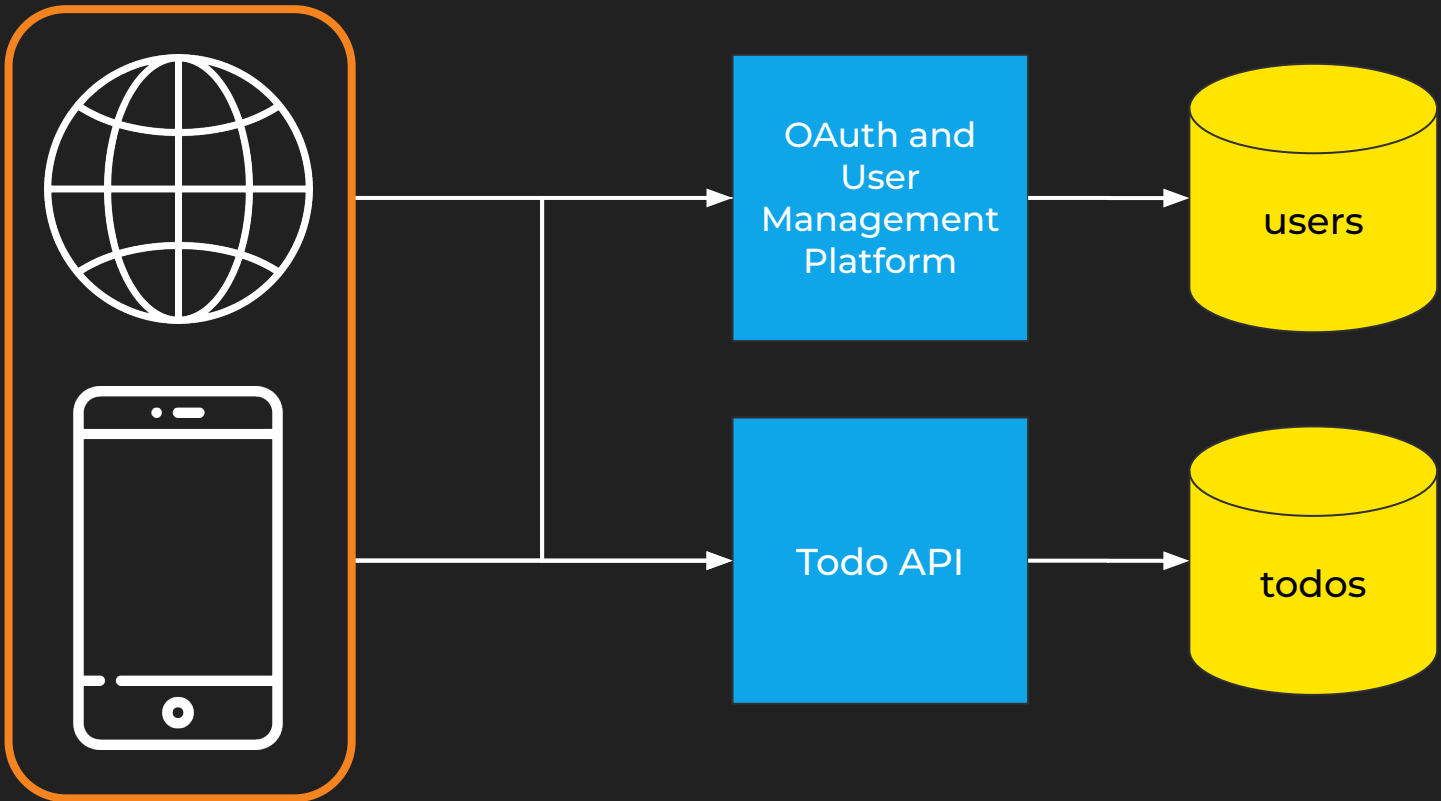 OAuth and
User
Management
Platform
users
Todo API
todos